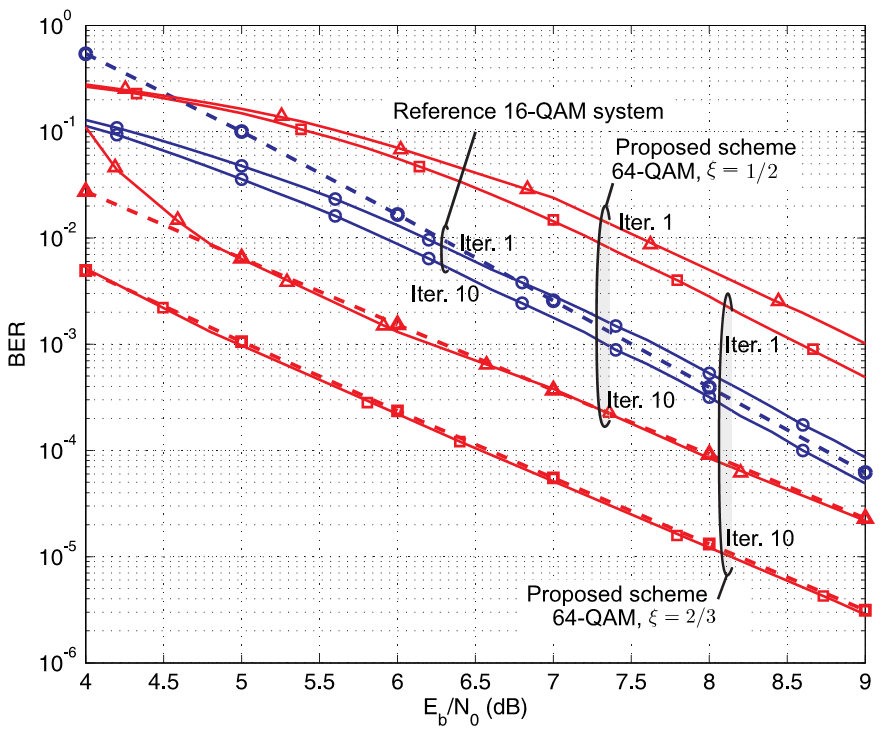 10^0
10^-1
10^-2
10^-3
10^-4
10^-5
10^-6
BER
Reference 16-QAM system
Proposed scheme
64-QAM, ξ = 1/2
Iter. 1
Iter. 1
Iter. 10
Iter. 1
Iter. 10
Iter. 10
Proposed scheme
64-QAM, ξ = 2/3
4 4.5 5 5.5 6 6.5 7 7.5 8 8.5 9
E_b/N_0 (dB)